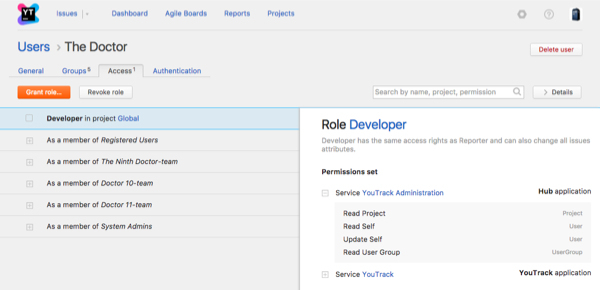 YT
Issues
Dashboard
Agile Boards
Reports
Projects
Users > The Doctor
Delete user
General
Groups 5
Access 1
Authentication
Grant role...
Revoke role
Search by name, project, permission
> Details
Developer in project Global
As a member of Registered Users
As a member of The Ninth Doctor-team
As a member of Doctor 10-team
As a member of Doctor 11-team
As a member of System Admins
Role Developer
Developer has the same access rights as Reporter and can also change all issues
attributes.
Permissions set
Service YouTrack Administration
Hub application
Read Project
Project
Read Self
User
Update Self
User
Read User Group
UserGroup
Service YouTrack
YouTrack application